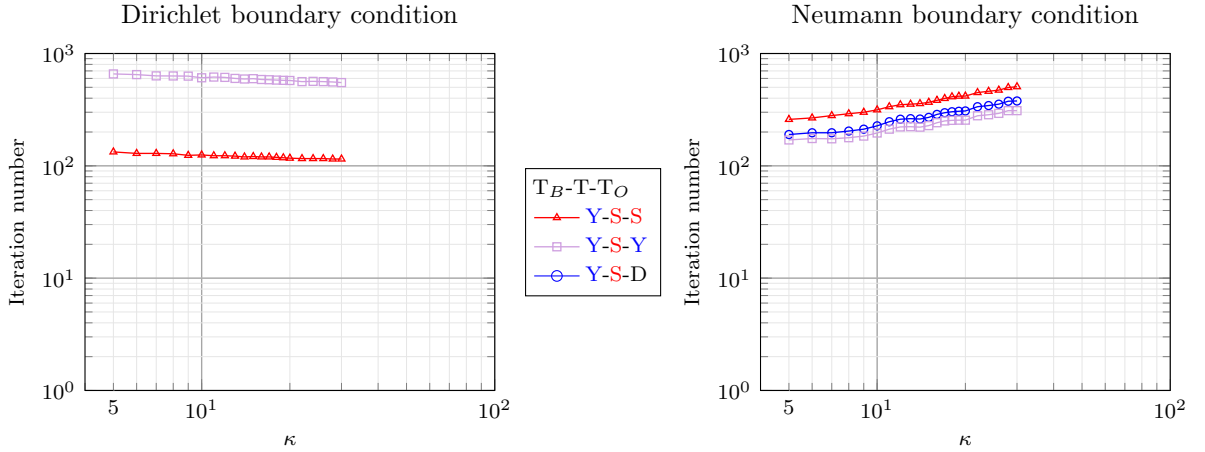 Dirichlet boundary condition
10^3
10^2
10^1
10^0
Iteration number
5
10^1
10^2
κ
T_B-T-T_O
Y-S-S
Y-S-Y
Y-S-D
Neumann boundary condition
10^3
10^2
10^1
10^0
Iteration number
5
10^1
10^2
κ